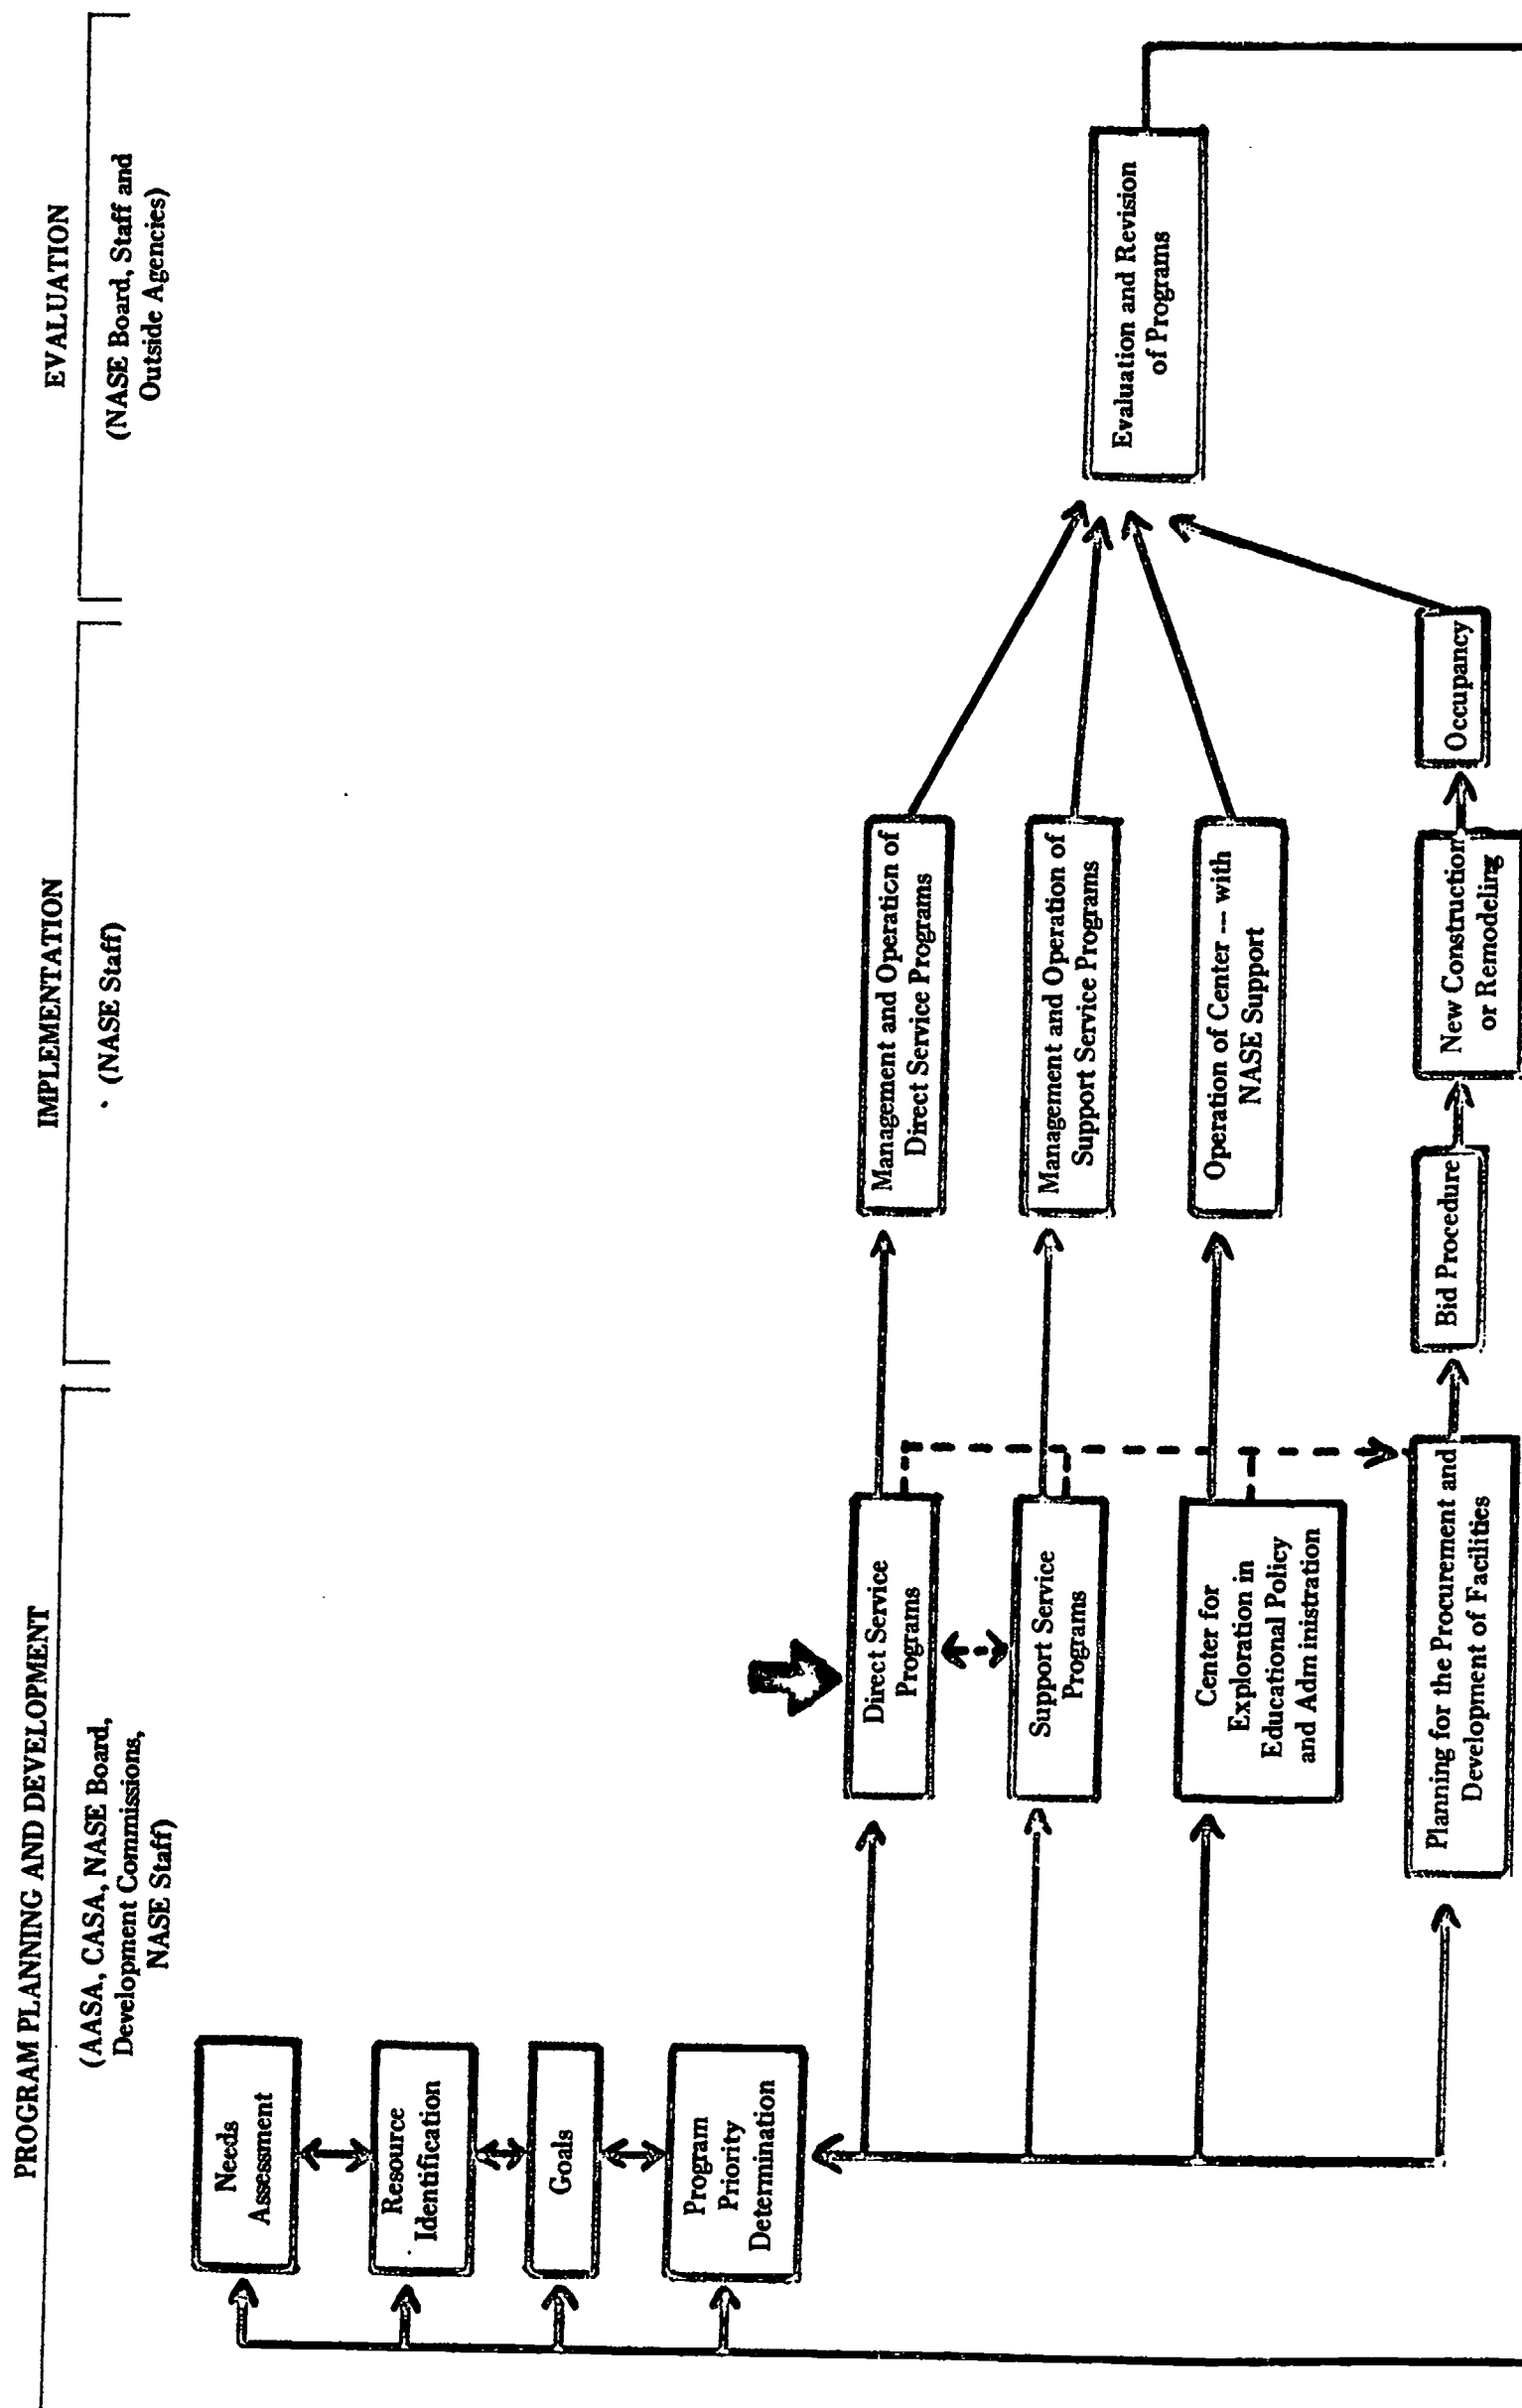 PROGRAM PLANNING AND DEVELOPMENT
(AASA, CASA, NASE Board,
Development Commissions,
NASE Staff)
IMPLEMENTATION
(NASE Staff)
EVALUATION
(NASE Board, Staff and
Outside Agencies)
Needs
Assessment
Resource
Identification
Goals
Program
Priority
Determination
Direct Service
Programs
Support Service
Programs
Center for
Exploration in
Educational Policy
and Administration
Planning for the Procurement and
Development of Facilities
Management and Operation of
Direct Service Programs
Management and Operation of
Support Service Programs
Operation of Center --- with
NASE Support
Bid Procedure
New Construction
or Remodeling
Occupancy
Evaluation and Revision
of Programs